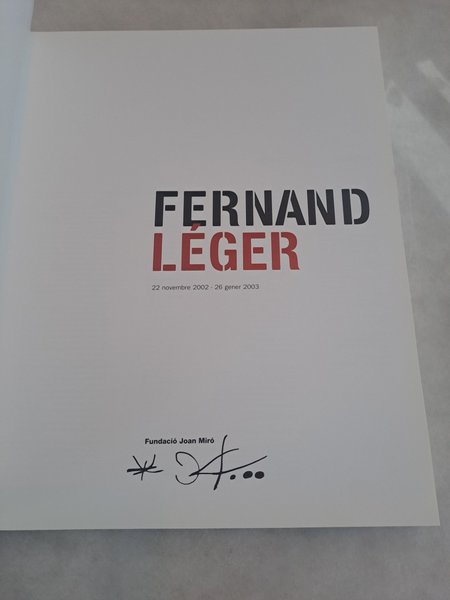 FERNAND
LÉGER
22 novembre 2002 - 26 gener 2003
Fundació Joan Miró